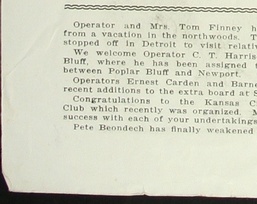 Operator and Mrs. Tom Finney h
from a vacation in the northwoods. T
stopped off in Detroit to visit relati
We welcome Operator C. T. Harris
Bluff, where he has been assigned t
between Poplar Bluff and Newport.
Operators Ernest Carden and Barne
recent additions to the extra board at S
Congratulations to the Kansas C
Club which recently was organized. M
success with each of your undertakings
Pete Beondech has finally weakened